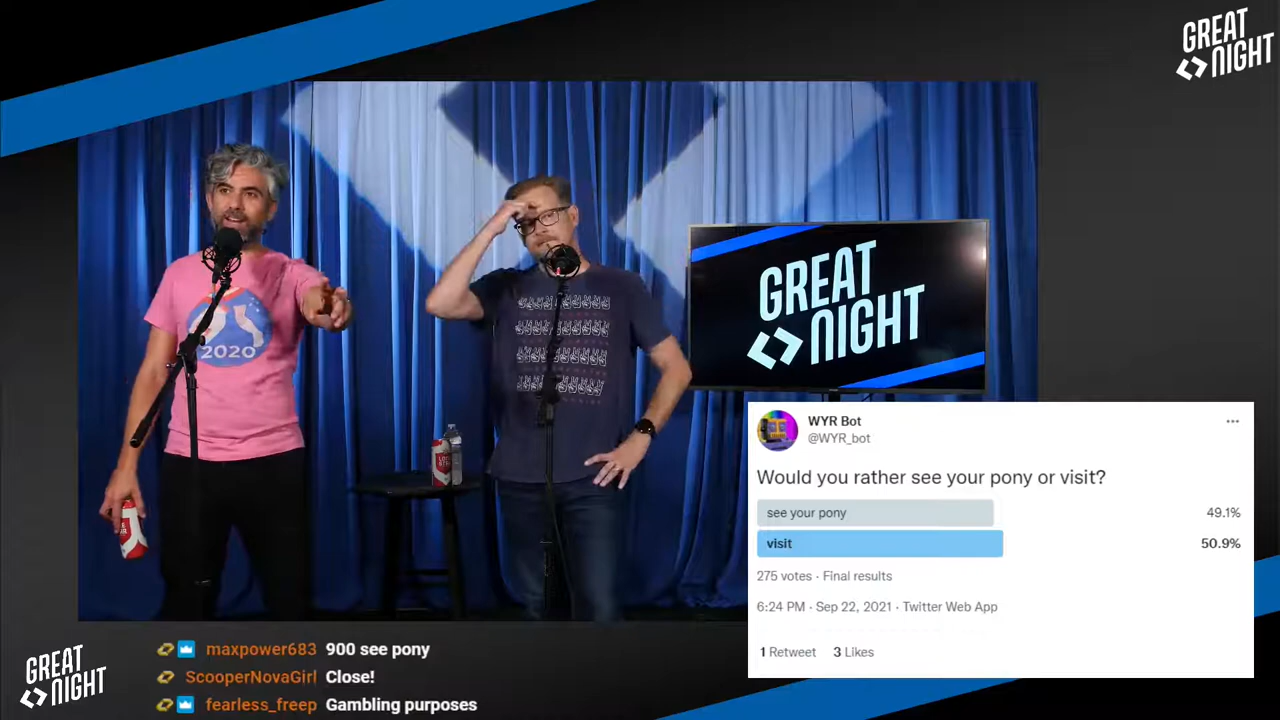 GREAT
NIGHT
2020
GREAT
NIGHT
WYR Bot
@WYR_bot
Would you rather see your pony or visit?
see your pony 49.1%
visit 50.9%
275 votes · Final results
6:24 PM · Sep 22, 2021 · Twitter Web App
1 Retweet 3 Likes
GREAT
NIGHT
maxpower683 900 see pony
ScooperNovaGirl Close!
fearless_freep Gambling purposes